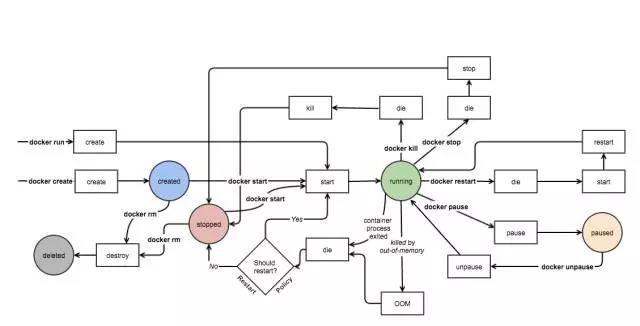 stop
kill
die
die
docker kill
docker stop
docker run
create
restart
docker create
create
created
docker start
start
running
docker restart
die
start
docker start
docker rm
stopped
docker pause
Yes
container
process
exited
pause
paused
docker rm
killed by
out-of-memory
deleted
destroy
No
Should
restart?
die
unpause
docker unpause
Restart
Policy
OOM